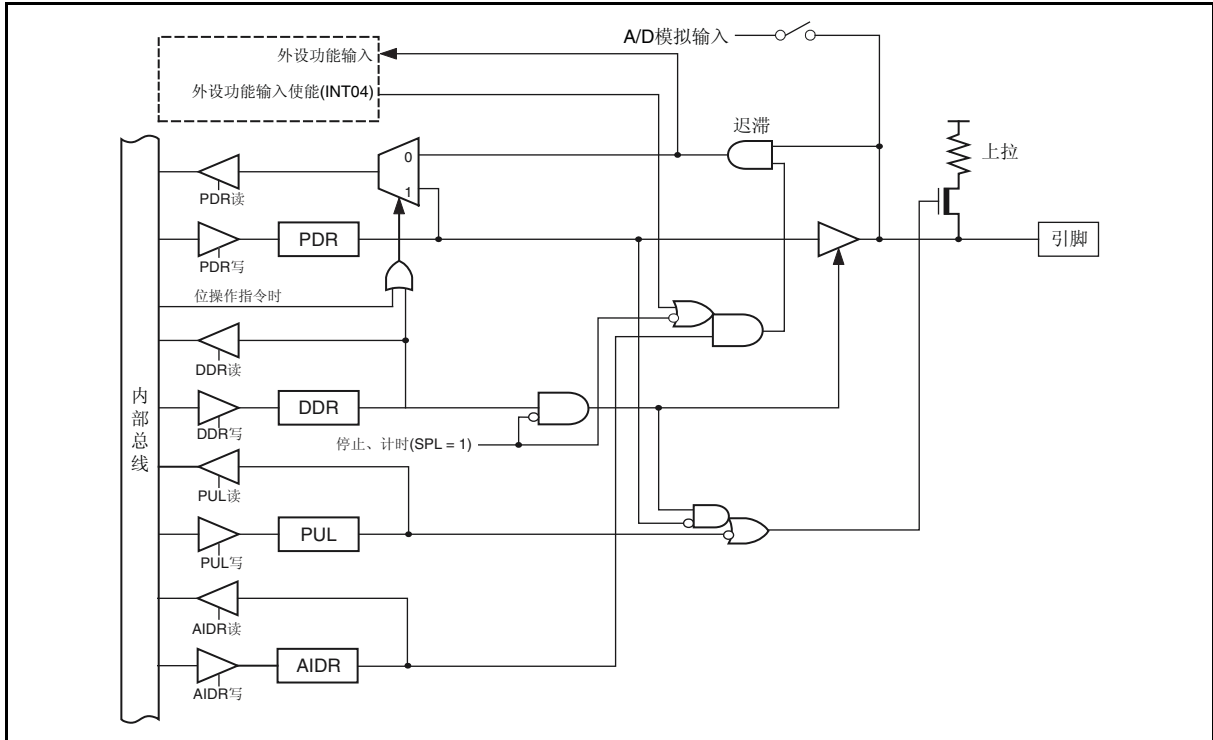 A/D模拟输入
外设功能输入
外设功能输入使能(INT04)
迟滞
上拉
0
1
PDR读
PDR
PDR写
引脚
位操作指令时
DDR读
内部总线
DDR
DDR写
停止、计时(SPL = 1)
PUL读
PUL
PUL写
AIDR读
AIDR
AIDR写